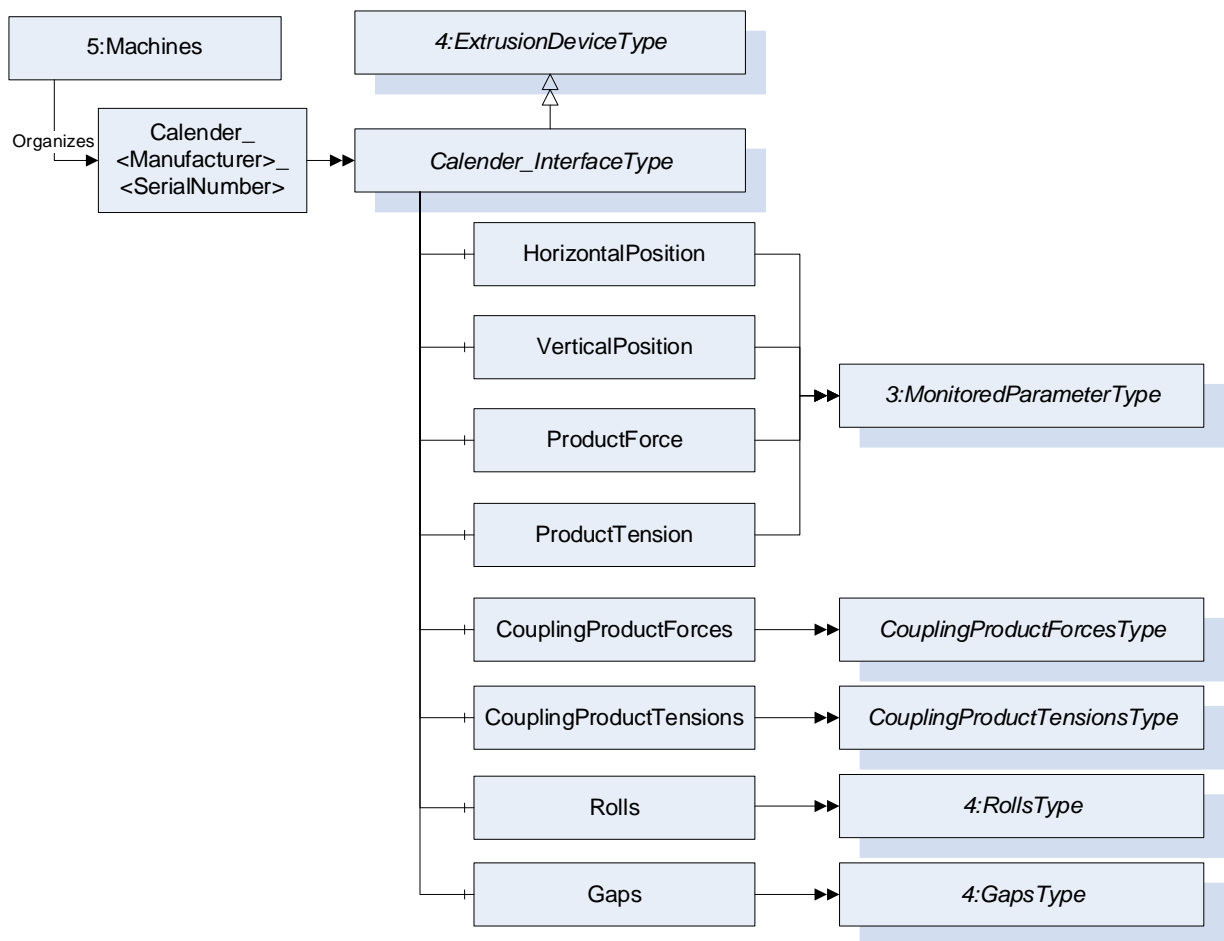 5:Machines
4:ExtrusionDeviceType
Organizes
Calender_
<Manufacturer>_
<SerialNumber>
Calender_InterfaceType
HorizontalPosition
VerticalPosition
3:MonitoredParameterType
ProductForce
ProductTension
CouplingProductForces
CouplingProductForcesType
CouplingProductTensions
CouplingProductTensionsType
Rolls
4:RollsType
Gaps
4:GapsType